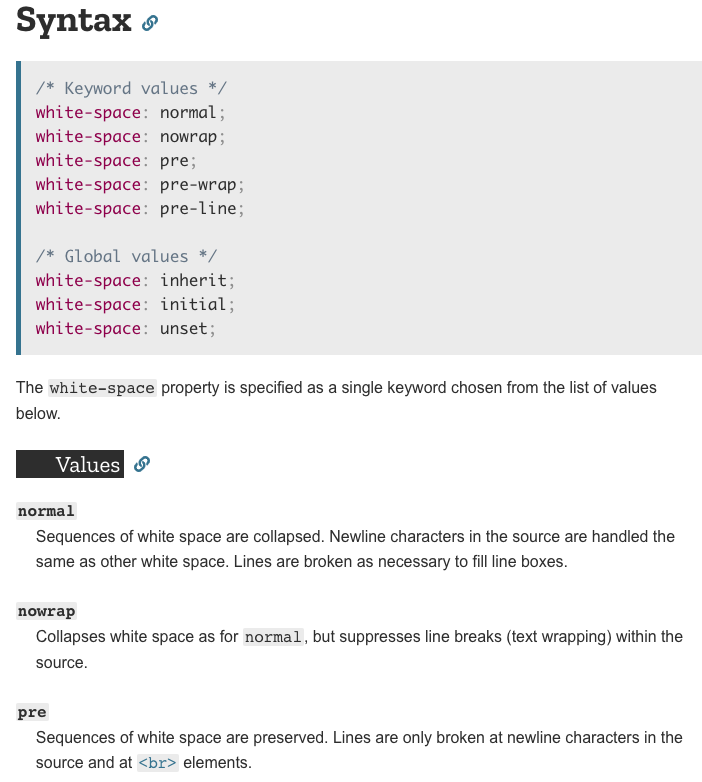 Syntax
/* Keyword values */
white-space: normal;
white-space: nowrap;
white-space: pre;
white-space: pre-wrap;
white-space: pre-line;
/* Global values */
white-space: inherit;
white-space: initial;
white-space: unset;
The white-space property is specified as a single keyword chosen from the list of values
below.
Values
normal
Sequences of white space are collapsed. Newline characters in the source are handled the
same as other white space. Lines are broken as necessary to fill line boxes.
nowrap
Collapses white space as for normal, but suppresses line breaks (text wrapping) within the
source.
pre
Sequences of white space are preserved. Lines are only broken at newline characters in the
source and at <br> elements.